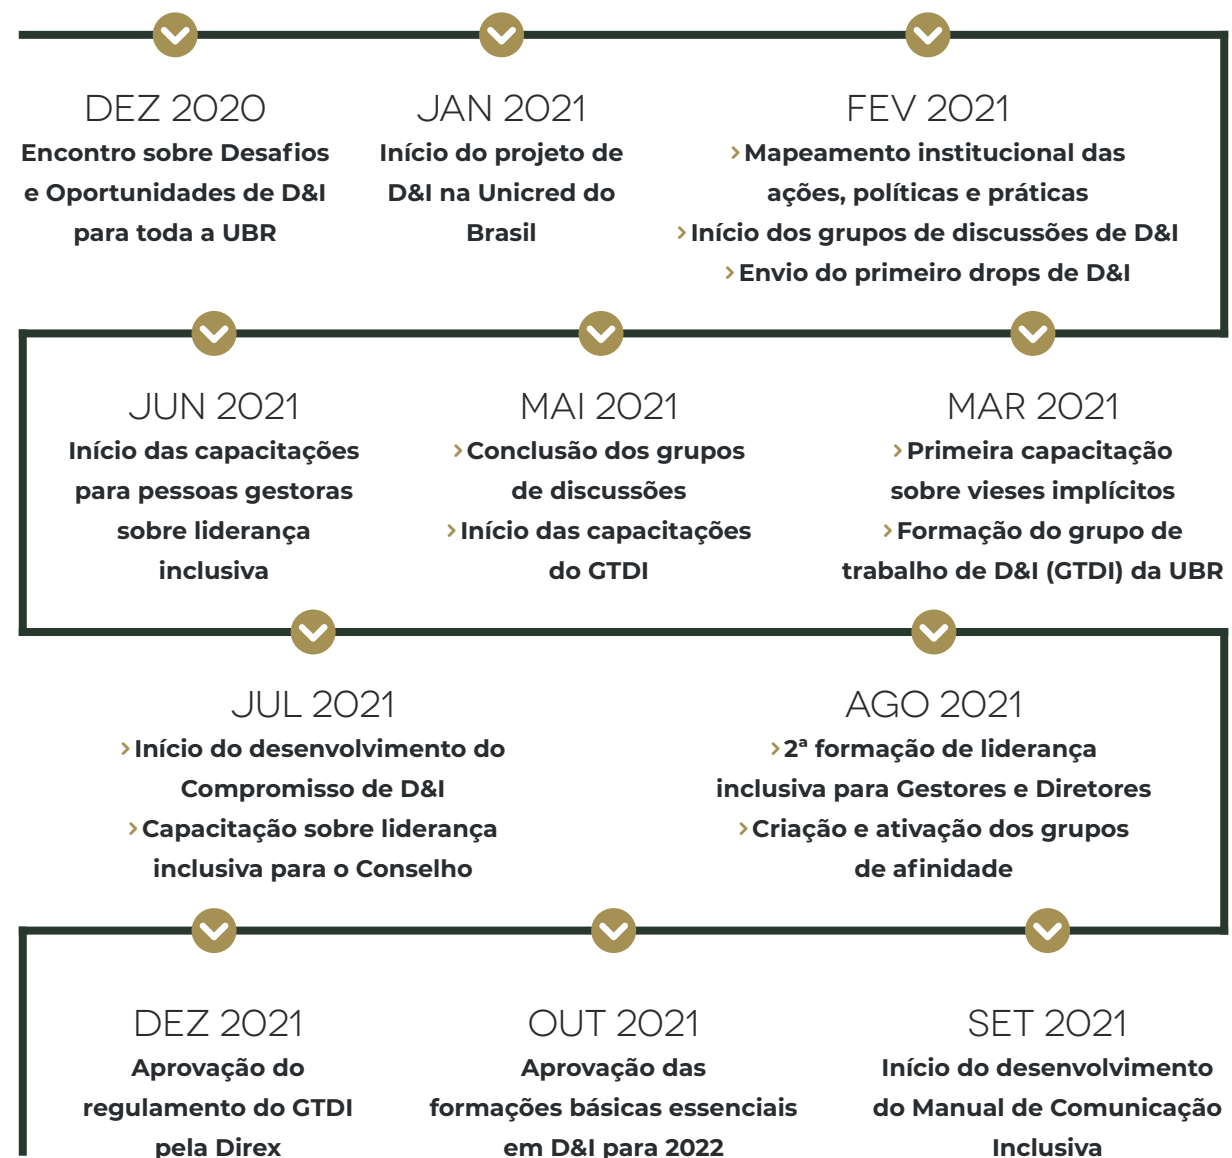 DEZ 2020
Encontro sobre Desafios
e Oportunidades de D&I
para toda a UBR
JAN 2021
Início do projeto de
D&I na Unicred do
Brasil
FEV 2021
› Mapeamento institucional das
ações, políticas e práticas
› Início dos grupos de discussões de D&I
› Envio do primeiro drops de D&I
MAR 2021
› Primeira capacitação
sobre vieses implícitos
› Formação do grupo de
trabalho de D&I (GTDI) da UBR
MAI 2021
› Conclusão dos grupos
de discussões
› Início das capacitações
do GTDI
JUN 2021
Início das capacitações
para pessoas gestoras
sobre liderança
inclusiva
JUL 2021
› Início do desenvolvimento do
Compromisso de D&I
› Capacitação sobre liderança
inclusiva para o Conselho
AGO 2021
› 2ª formação de liderança
inclusiva para Gestores e Diretores
› Criação e ativação dos grupos
de afinidade
SET 2021
Início do desenvolvimento
do Manual de Comunicação
Inclusiva
OUT 2021
Aprovação das
formações básicas essenciais
em D&I para 2022
DEZ 2021
Aprovação do
regulamento do GTDI
pela Direx